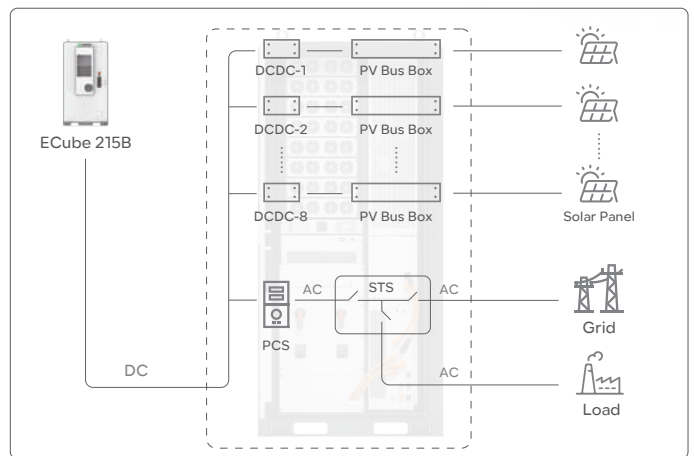 DCDC-1
PV Bus Box
DCDC-2
PV Bus Box
ECube 215B
DCDC-8
PV Bus Box
Solar Panel
AC
STS
AC
Grid
PCS
DC
AC
Load